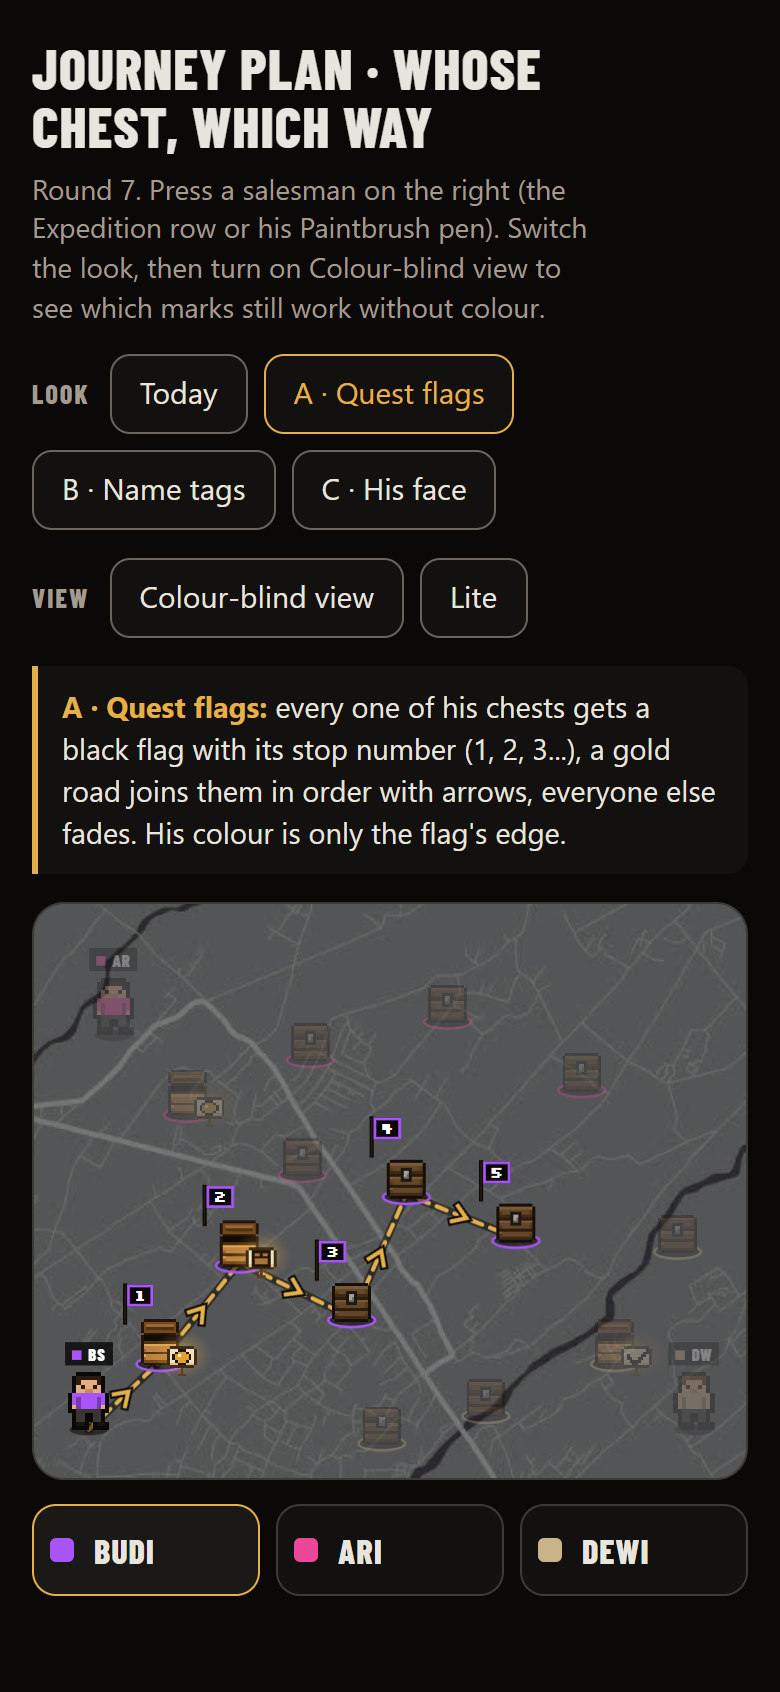 JOURNEY PLAN · WHOSE
CHEST, WHICH WAY
Round 7. Press a salesman on the right (the
Expedition row or his Paintbrush pen). Switch
the look, then turn on Colour-blind view to
see which marks still work without colour.
LOOK Today A · Quest flags
B · Name tags C · His face
VIEW Colour-blind view Lite
A · Quest flags: every one of his chests gets a
black flag with its stop number (1, 2, 3...), a gold
road joins them in order with arrows, everyone else
fades. His colour is only the flag's edge.
AR
4
5
2
3
1
BS
DW
BUDI ARI DEWI